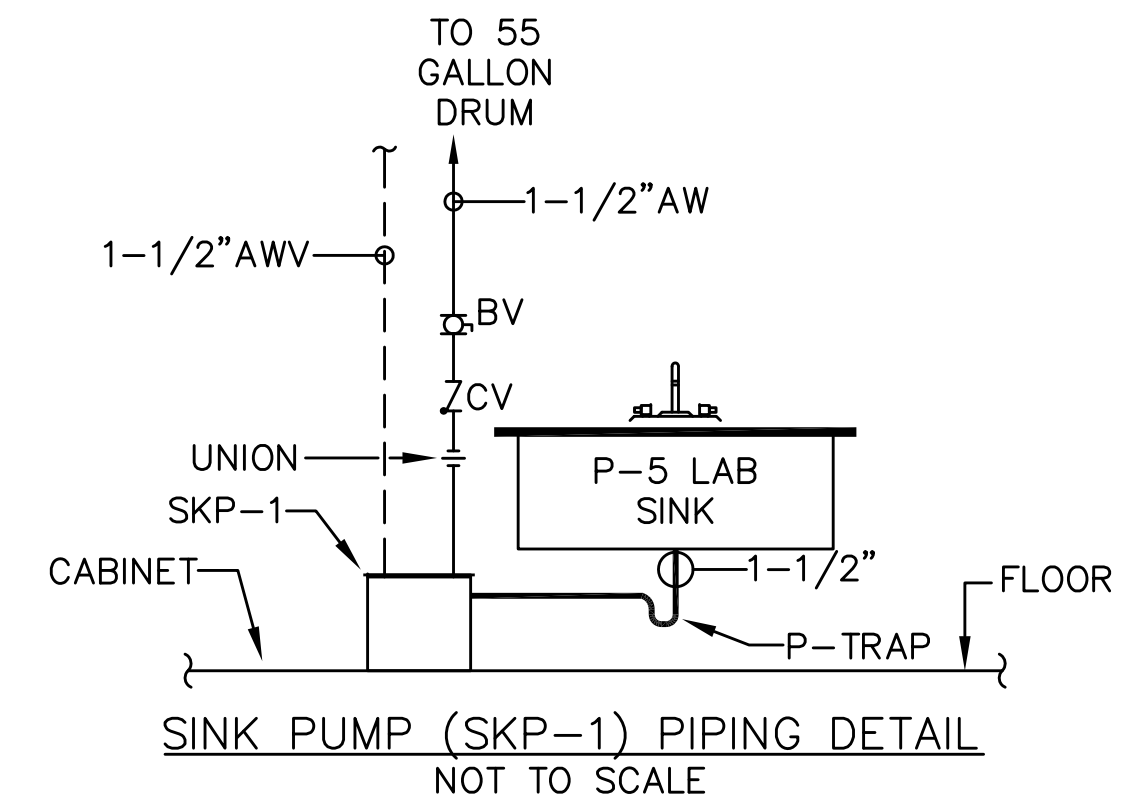 TO 55
GALLON
DRUM
1-1/2"AW
1-1/2"AWV
BV
CV
UNION
P-5 LAB
SINK
SKP-1
1-1/2"
CABINET
FLOOR
P-TRAP
SINK PUMP (SKP-1) PIPING DETAIL
NOT TO SCALE